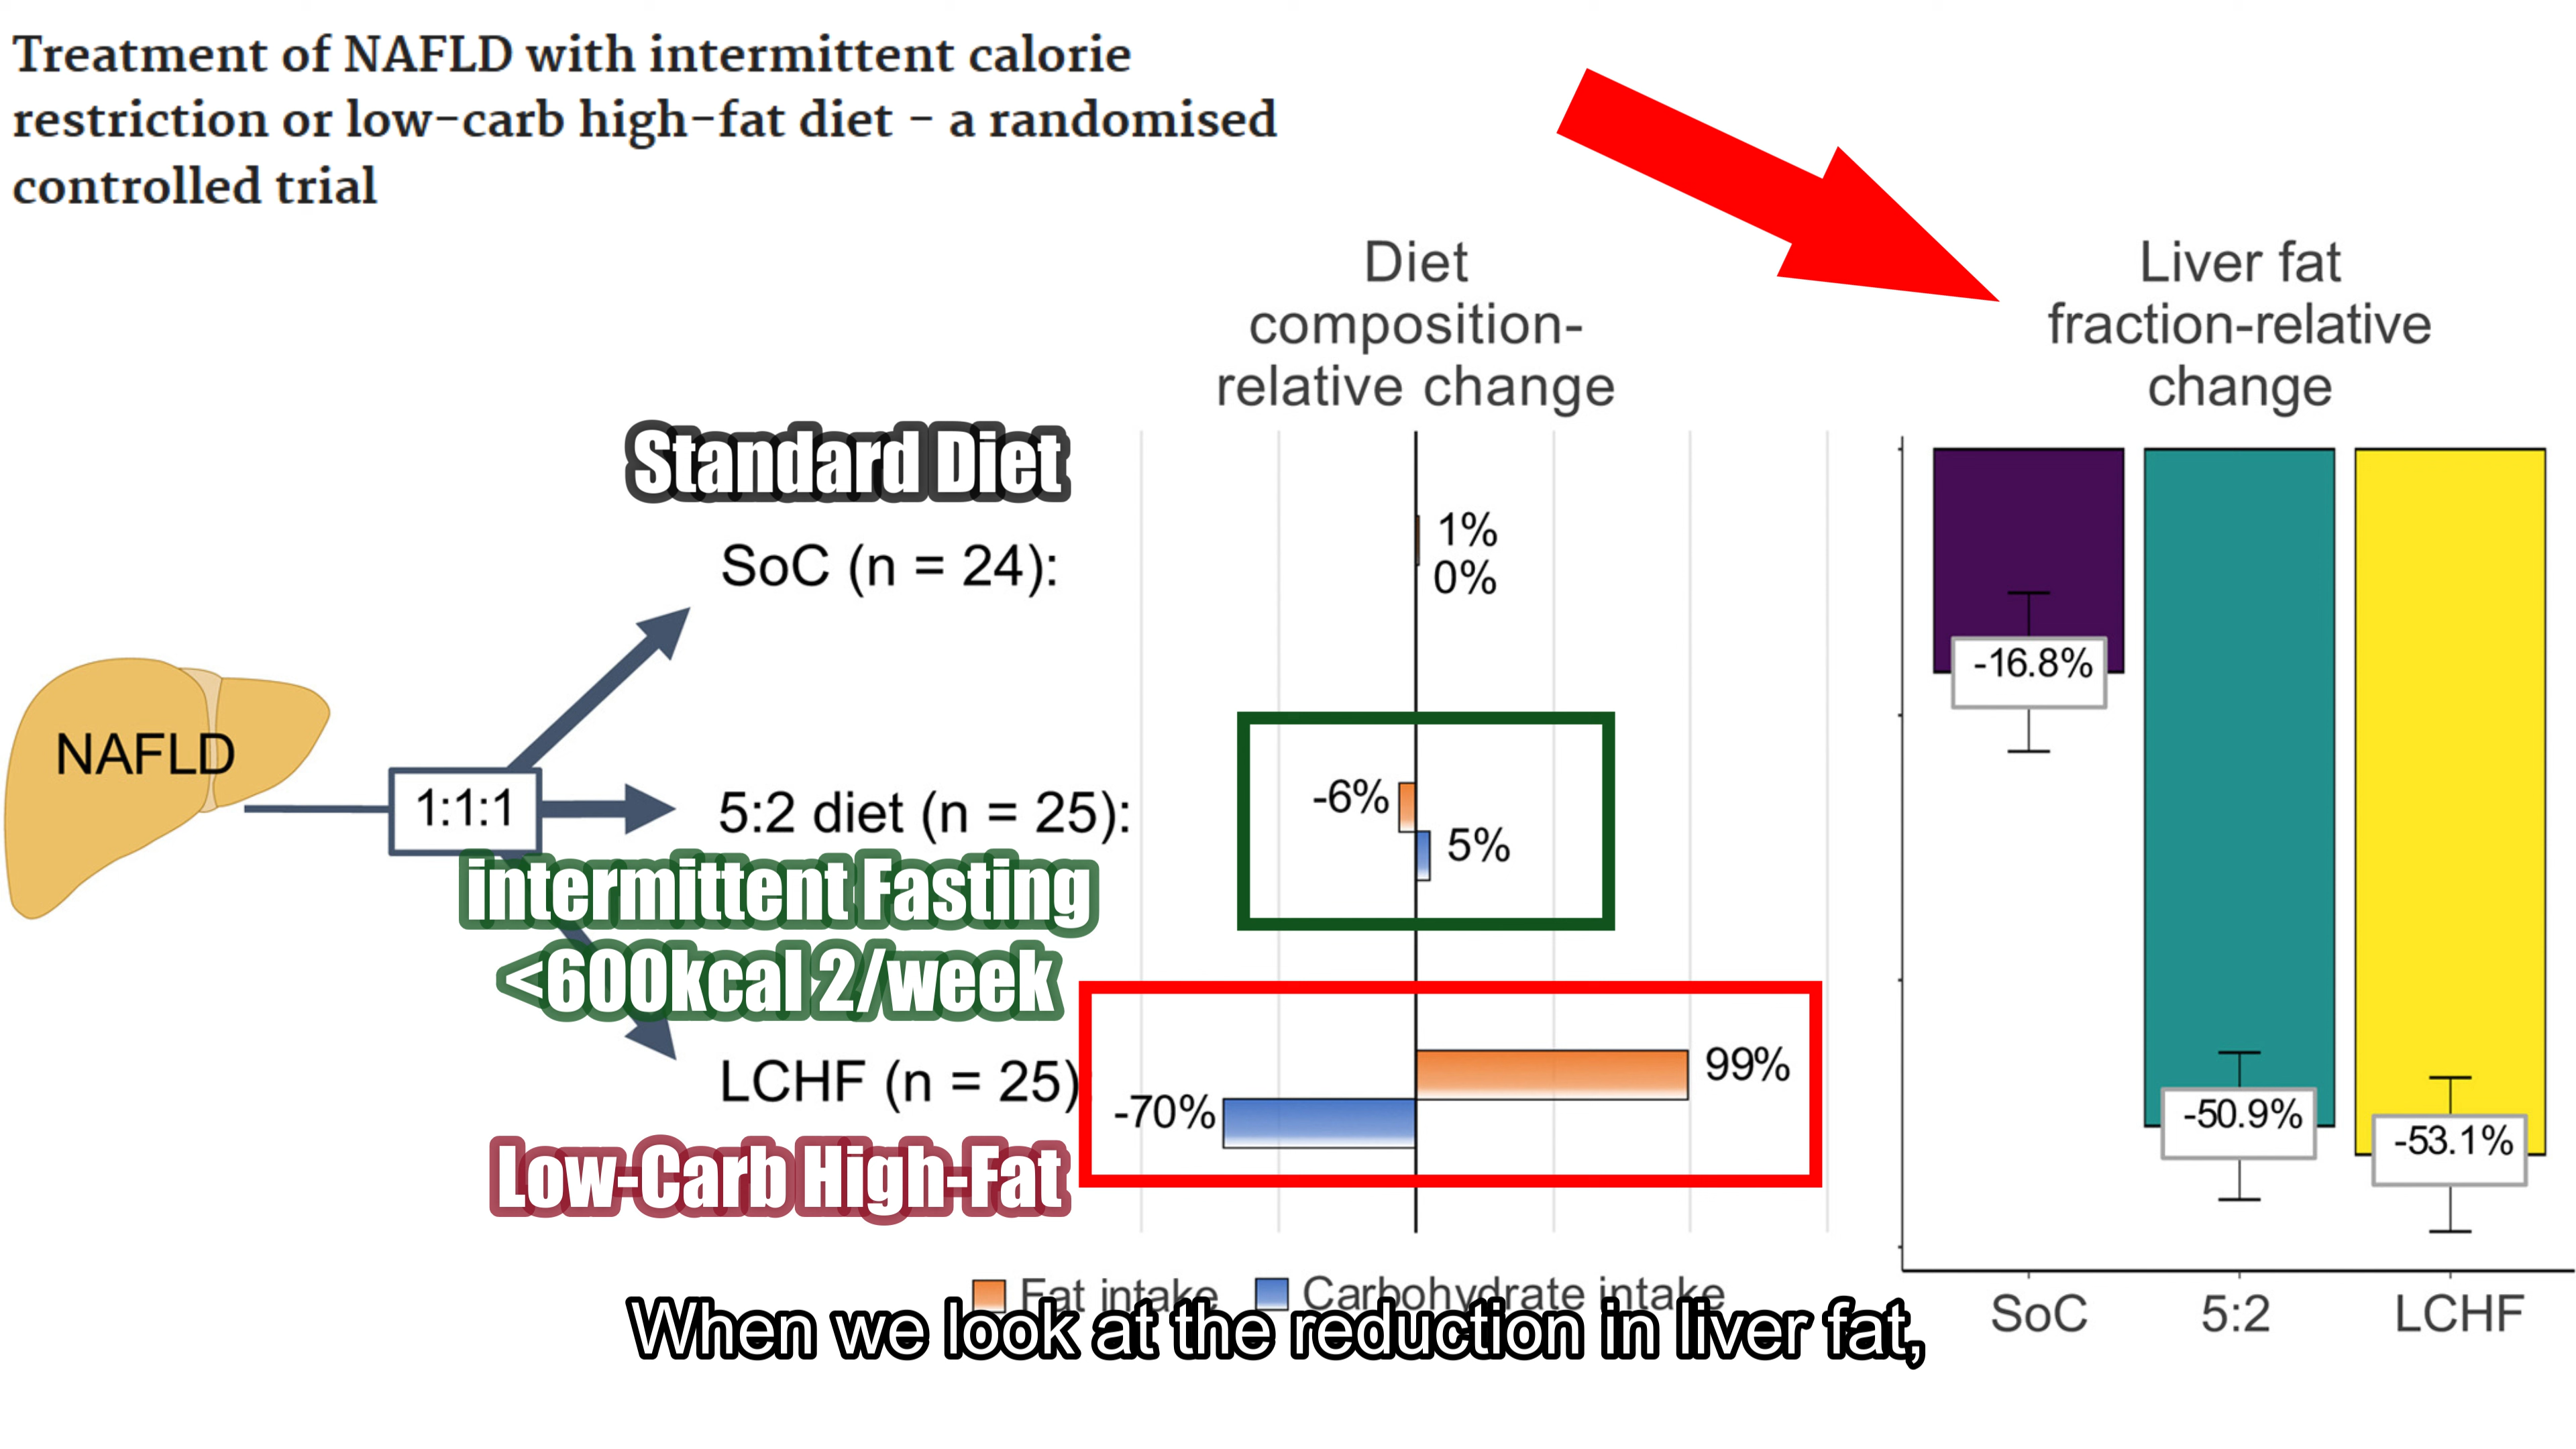 Treatment of NAFLD with intermittent calorie
restriction or low-carb high-fat diet - a randomised
controlled trial
Diet
composition-
relative change
Liver fat
fraction-relative
change
Standard Diet
SoC (n = 24):
1%
0%
NAFLD
1:1:1
5:2 diet (n = 25):
-6%
5%
intermittent Fasting
<600kcal 2/week
LCHF (n = 25)
99%
-70%
Low-Carb High-Fat
-16.8%
-50.9%
-53.1%
Fat intake
Carbohydrate intake
SoC
5:2
LCHF
When we look at the reduction in liver fat,